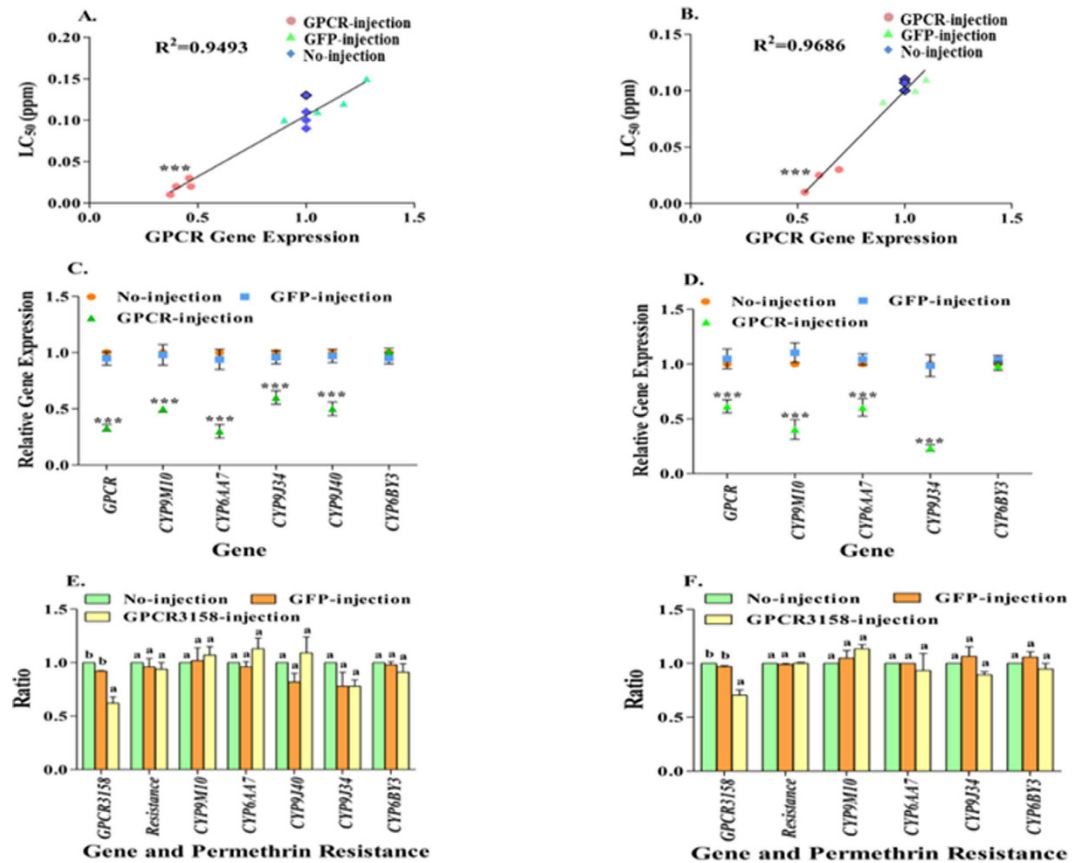 A.
R²=0.9493
GPCR-injection
GFP-injection
No-injection
LC₅₀ (ppm)
0.20
0.15
0.10
0.05
0.00
***
0.0
0.5
1.0
1.5
GPCR Gene Expression
B.
R²=0.9686
GPCR-injection
GFP-injection
No-injection
LC₅₀ (ppm)
0.20
0.15
0.10
0.05
0.00
***
0.0
0.5
1.0
1.5
GPCR Gene Expression
C.
No-injection
GFP-injection
GPCR-injection
Relative Gene Expression
1.5
1.0
0.5
0.0
*** *** *** *** ***
GPCR
CYP9M10
CYP6AA7
CYP9J34
CYP9J40
CYP6BY3
Gene
D.
No-injection
GFP-injection
GPCR-injection
Relative Gene Expression
1.5
1.0
0.5
0.0
*** *** *** ***
GPCR
CYP9M10
CYP6AA7
CYP9J34
CYP6BY3
Gene
E.
No-injection
GFP-injection
GPCR3158-injection
Ratio
1.5
1.0
0.5
0.0
b b a a a a a a a a a a a a a a a a a a a
GPCR3158
Resistance
CYP9M10
CYP6AA7
CYP9J40
CYP9J34
CYP6BY3
Gene and Permethrin Resistance
F.
No-injection
GFP-injection
GPCR3158-injection
Ratio
1.5
1.0
0.5
0.0
b b a a a a a a a a a a a a a a a a
GPCR3158
Resistance
CYP9M10
CYP6AA7
CYP9J34
CYP6BY3
Gene and Permethrin Resistance